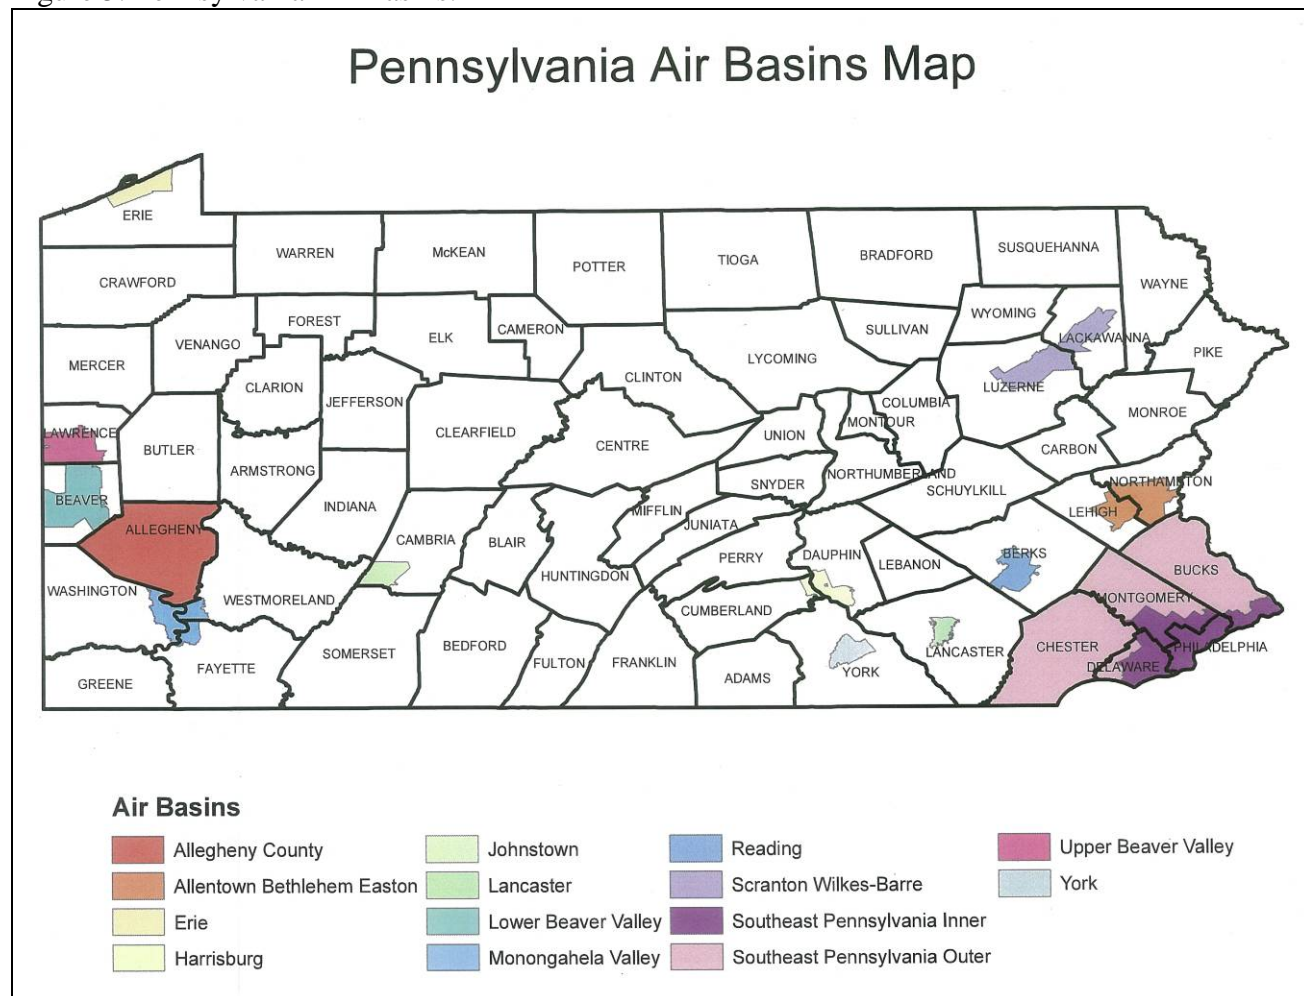 Pennsylvania Air Basins Map
ERIE
WARREN
McKEAN
POTTER
TIOGA
BRADFORD
SUSQUEHANNA
WAYNE
CRAWFORD
FOREST
ELK
CAMERON
SULLIVAN
WYOMING
LACKAWANNA
PIKE
MERCER
VENANGO
CLARION
JEFFERSON
CLINTON
LYCOMING
LUZERNE
MONROE
LAWRENCE
BUTLER
ARMSTRONG
CLEARFIELD
CENTRE
UNION
MONTOUR
COLUMBIA
CARBON
BEAVER
INDIANA
SNYDER
NORTHUMBERLAND
SCHUYLKILL
NORTHAMPTON
LEHIGH
ALLEGHENY
CAMBRIA
BLAIR
MIFFLIN
JUNIATA
PERRY
DAUPHIN
LEBANON
BERKS
BUCKS
WASHINGTON
WESTMORELAND
HUNTINGDON
CUMBERLAND
MONTGOMERY
GREENE
FAYETTE
SOMERSET
BEDFORD
FULTON
FRANKLIN
ADAMS
YORK
LANCASTER
CHESTER
DELAWARE
PHILADELPHIA
Air Basins
Allegheny County
Allentown Bethlehem Easton
Erie
Harrisburg
Johnstown
Lancaster
Lower Beaver Valley
Monongahela Valley
Reading
Scranton Wilkes-Barre
Southeast Pennsylvania Inner
Southeast Pennsylvania Outer
Upper Beaver Valley
York